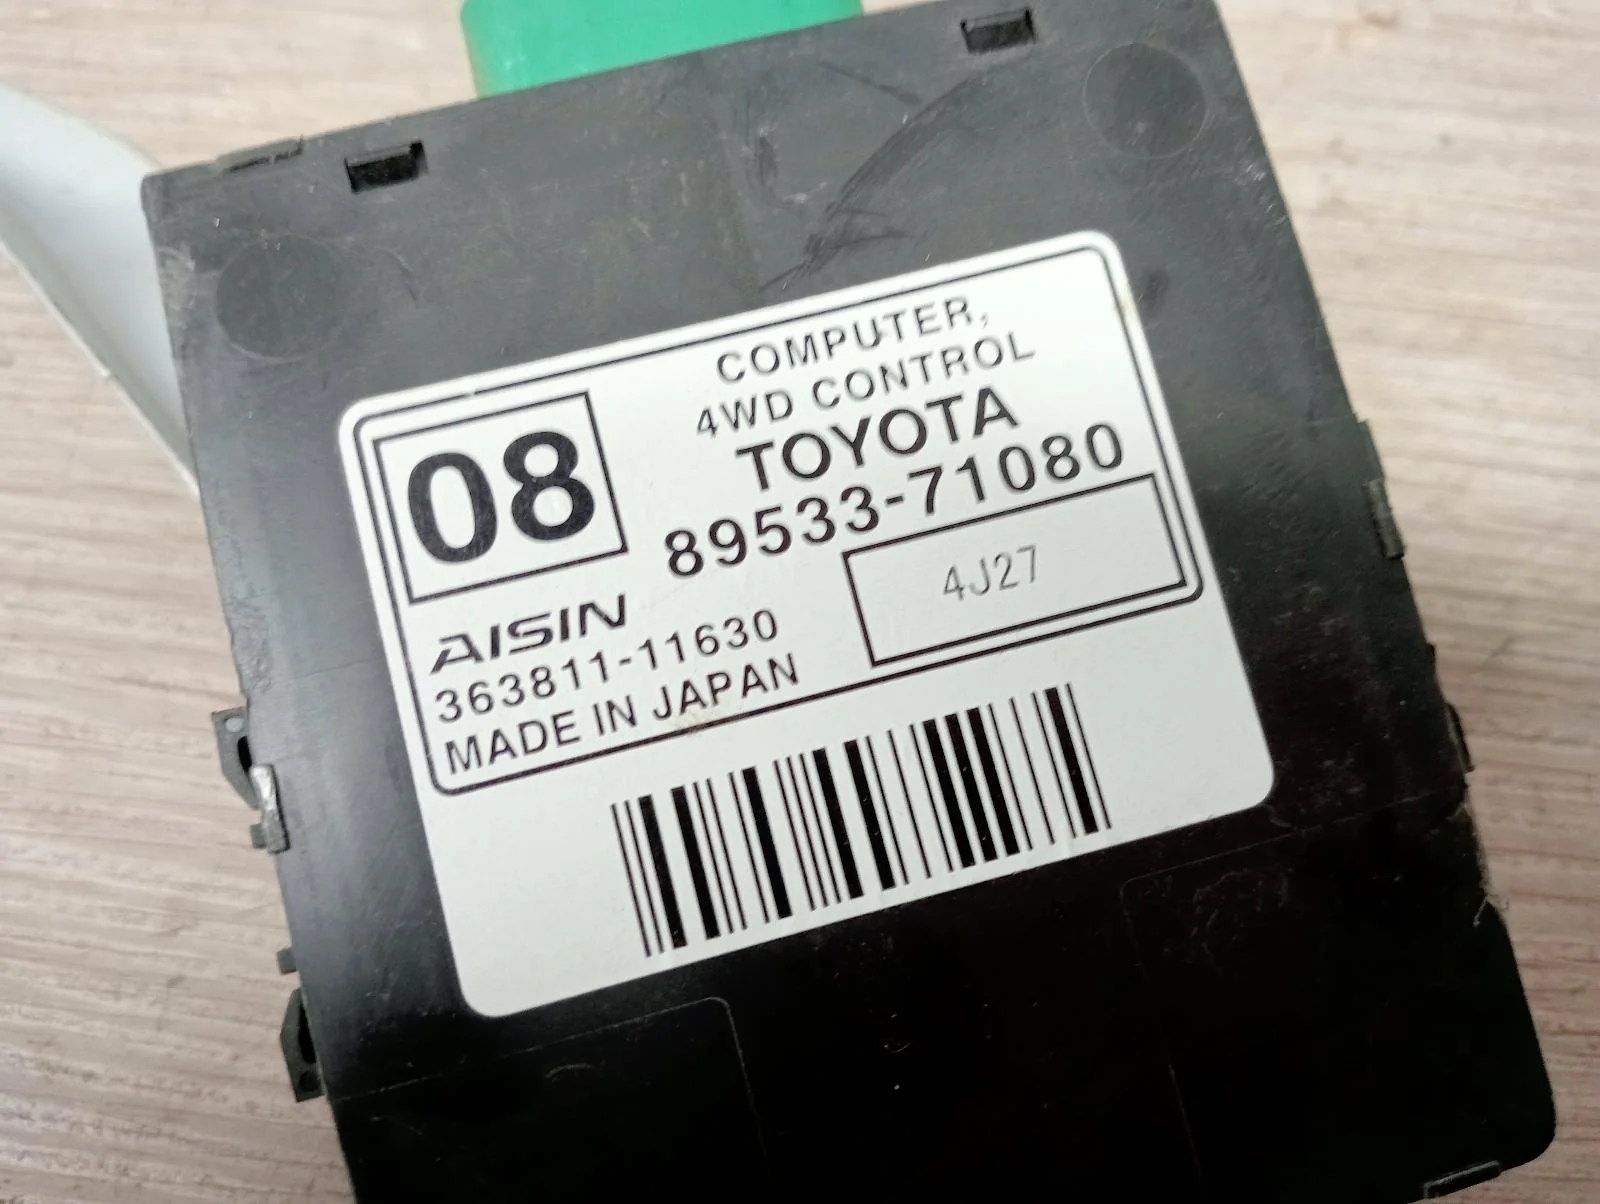 COMPUTER,
4WD CONTROL
TOYOTA
89533-71080
08
4J27
AISIN
363811-11630
MADE IN JAPAN